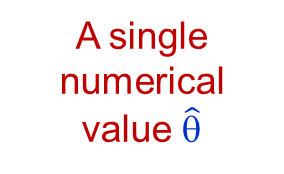 A single
numerical
value θ̂